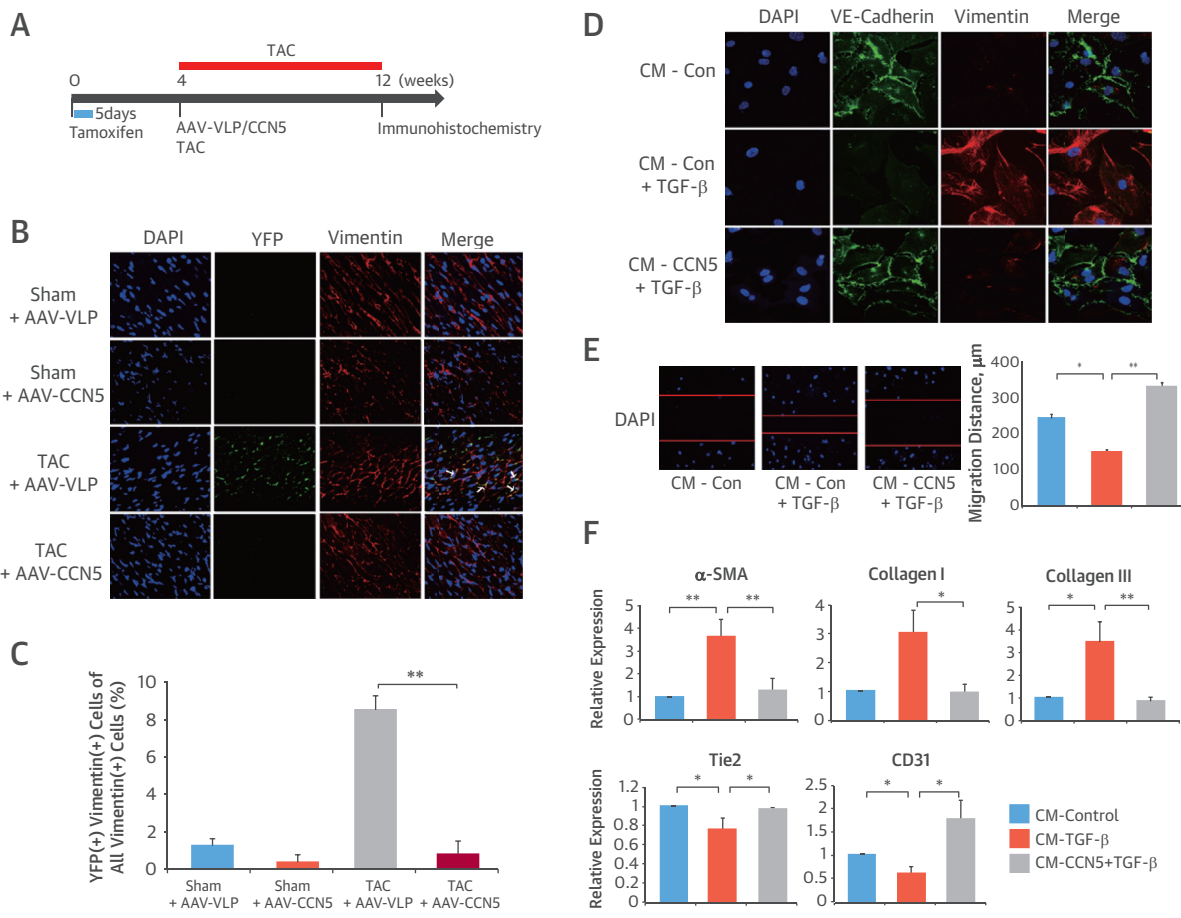 A
TAC
0 4 12 (weeks)
5days
Tamoxifen
AAV-VLP/CCN5
TAC
Immunohistochemistry
B
DAPI YFP Vimentin Merge
Sham
+ AAV-VLP
Sham
+ AAV-CCN5
TAC
+ AAV-VLP
TAC
+ AAV-CCN5
C
YFP(+) Vimentin(+) Cells of
All Vimentin(+) Cells (%)
10
8
6
4
2
0
**
Sham
+ AAV-VLP
Sham
+ AAV-CCN5
TAC
+ AAV-VLP
TAC
+ AAV-CCN5
D
DAPI VE-Cadherin Vimentin Merge
CM - Con
CM - Con
+ TGF-β
CM - CCN5
+ TGF-β
E
DAPI
CM - Con
CM - Con
+ TGF-β
CM - CCN5
+ TGF-β
Migration Distance, μm
400
300
200
100
0
* **
F
α-SMA
Relative Expression
5
4
3
2
1
0
** **
Collagen I
4
3
2
1
0
*
Collagen III
5
4
3
2
1
0
* **
Tie2
Relative Expression
1.2
1
0.8
0.6
0.4
0.2
0
* *
CD31
2.5
2
1.5
1
0.5
0
* *
CM-Control
CM-TGF-β
CM-CCN5+TGF-β